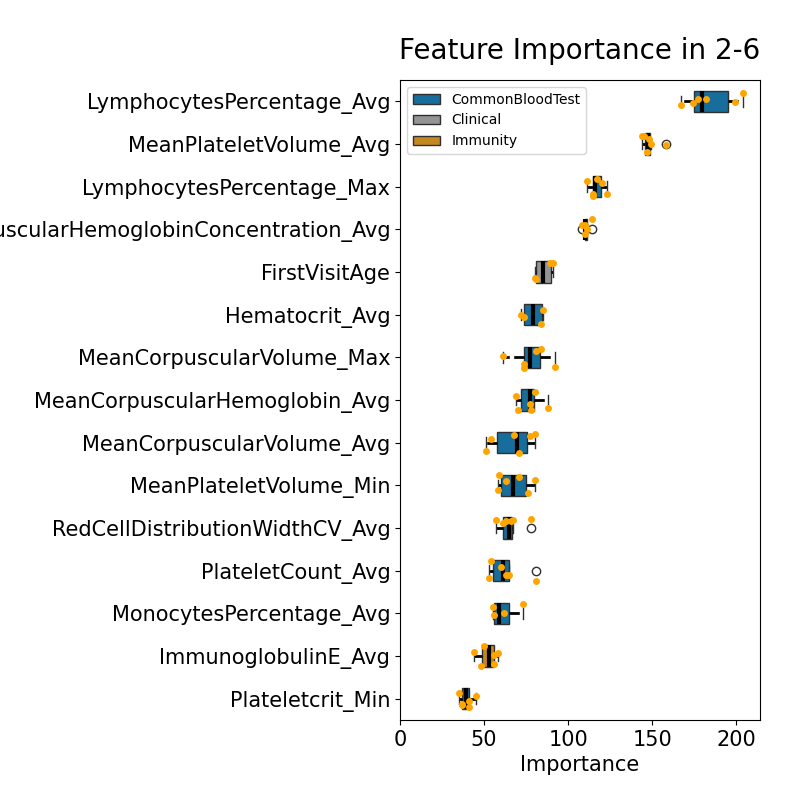 Feature Importance in 2-6
LymphocytesPercentage_Avg
MeanPlateletVolume_Avg
LymphocytesPercentage_Max
uscularHemoglobinConcentration_Avg
FirstVisitAge
Hematocrit_Avg
MeanCorpuscularVolume_Max
MeanCorpuscularHemoglobin_Avg
MeanCorpuscularVolume_Avg
MeanPlateletVolume_Min
RedCellDistributionWidthCV_Avg
PlateletCount_Avg
MonocytesPercentage_Avg
ImmunoglobulinE_Avg
Plateletcrit_Min
CommonBloodTest
Clinical
Immunity
0 50 100 150 200
Importance